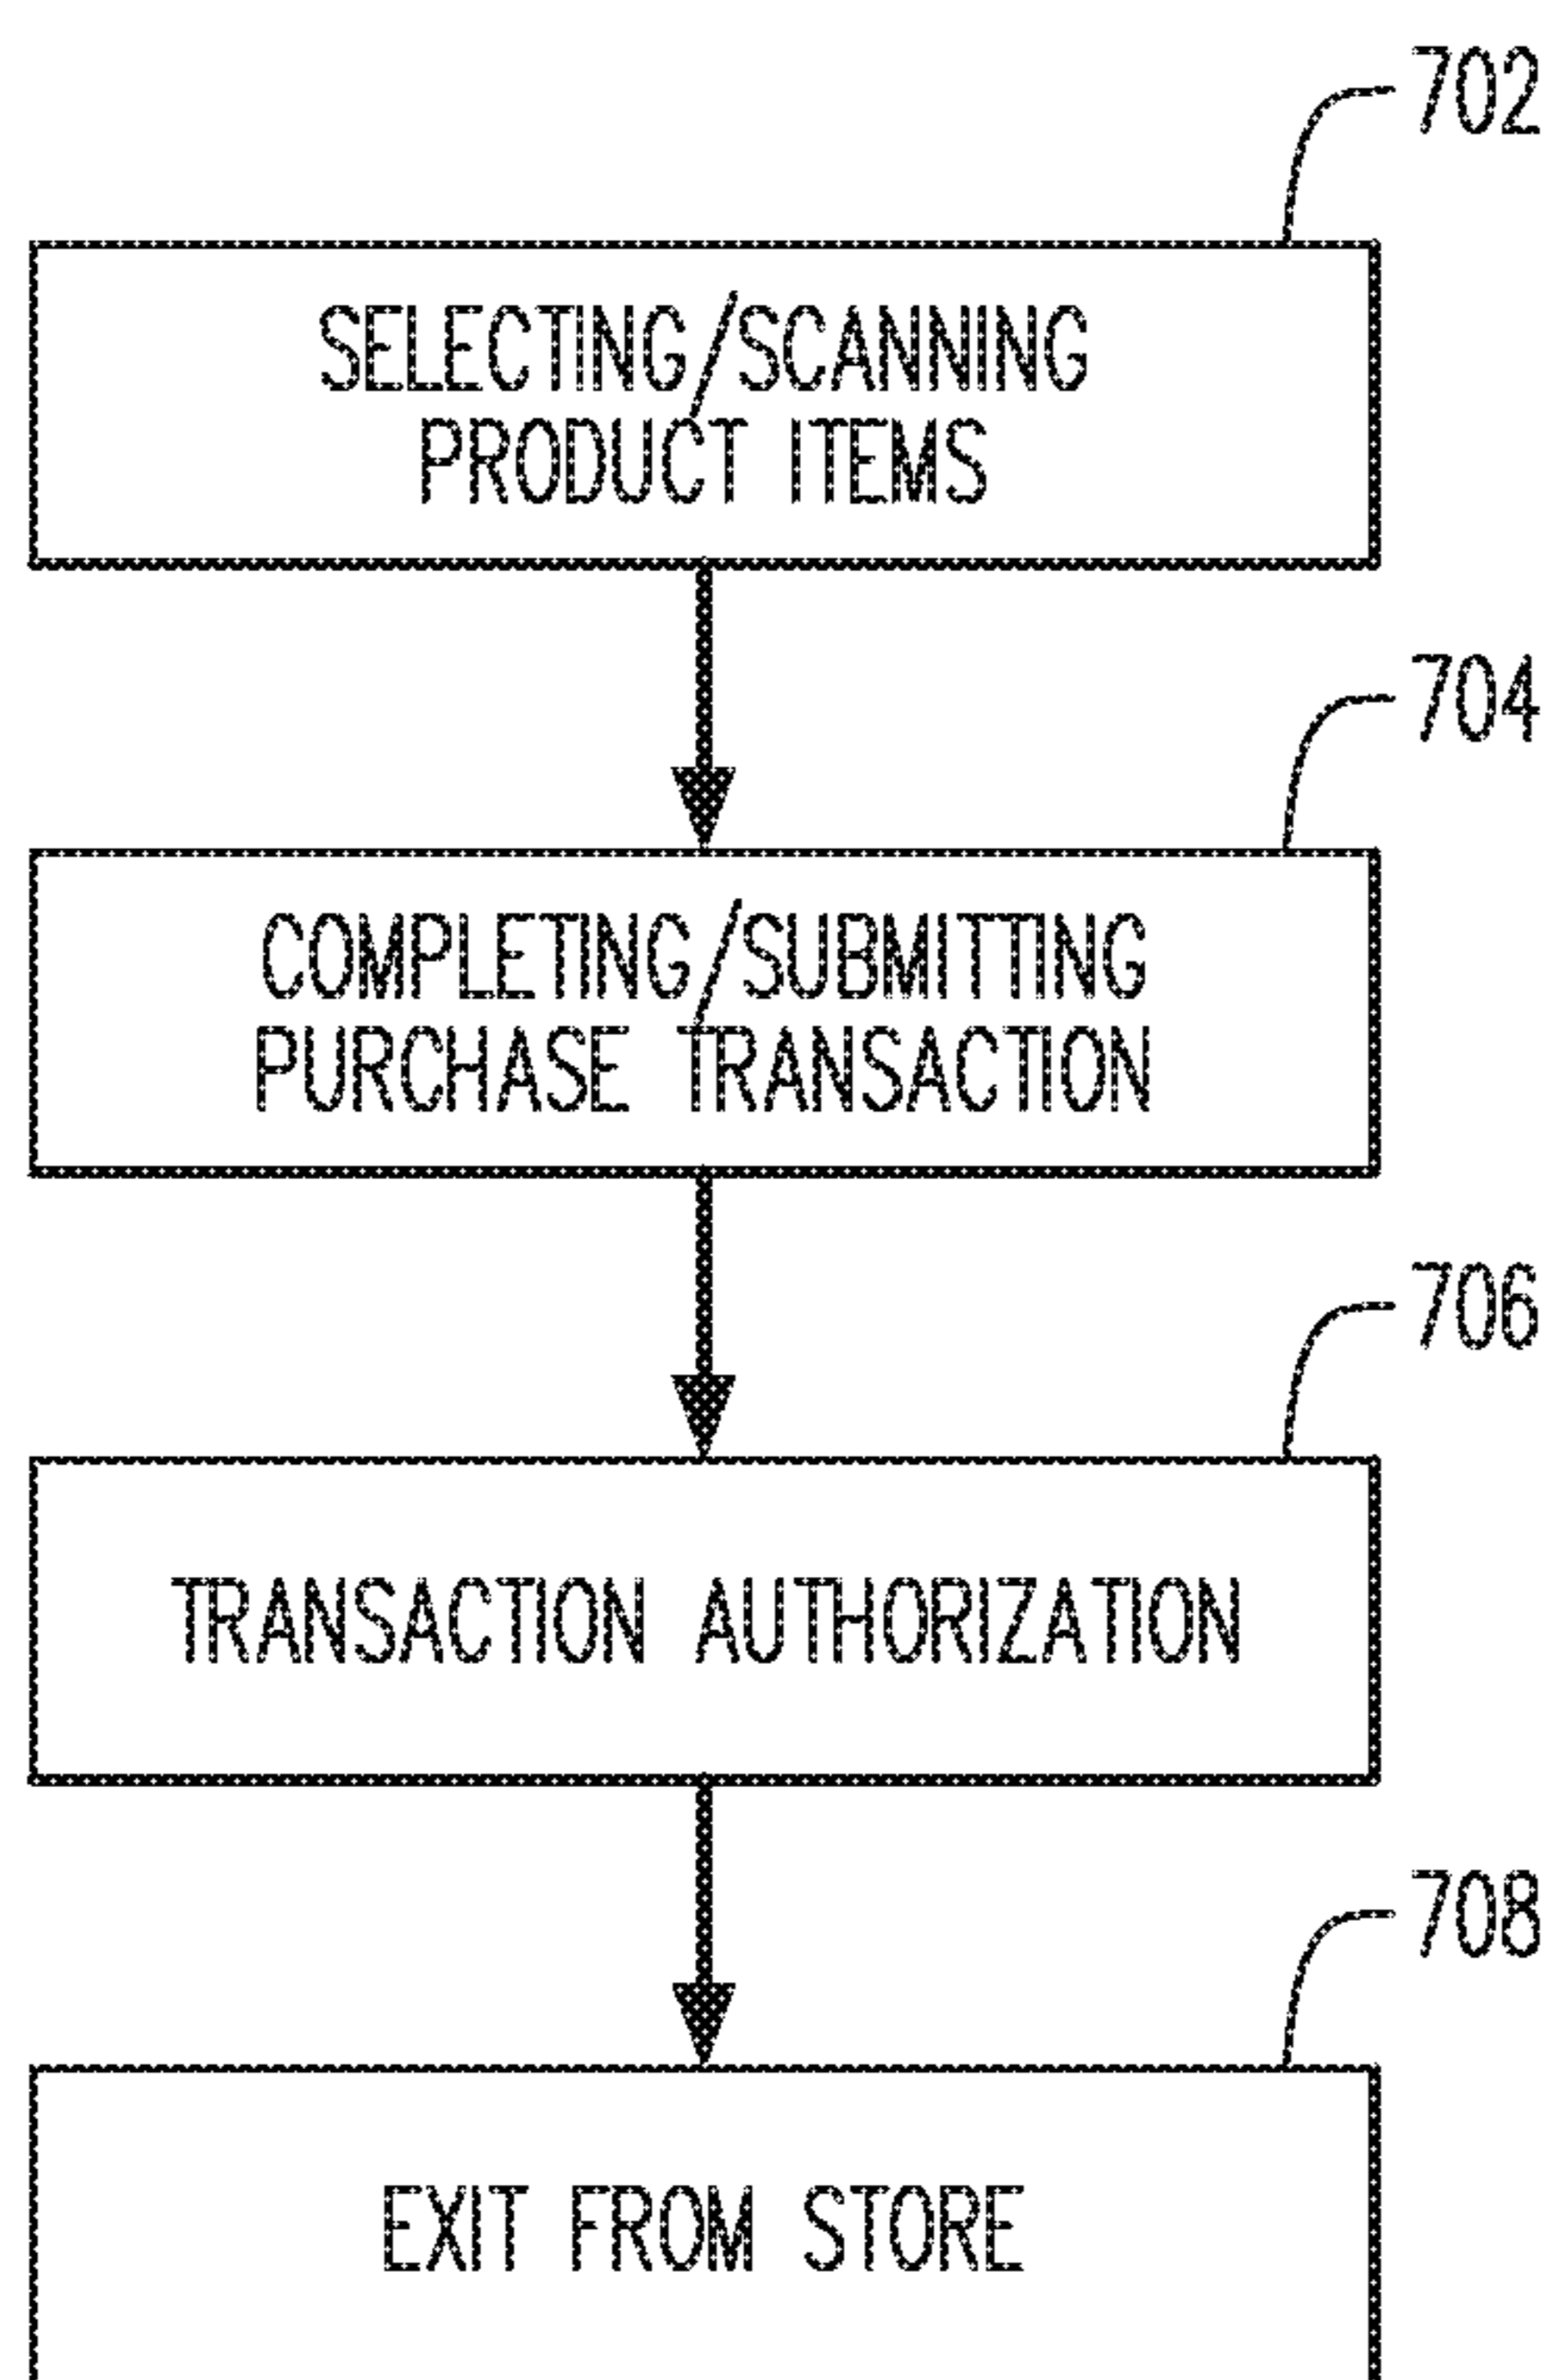 702
SELECTING/SCANNING
PRODUCT ITEMS
704
COMPLETING/SUBMITTING
PURCHASE TRANSACTION
706
TRANSACTION AUTHORIZATION
708
EXIT FROM STORE